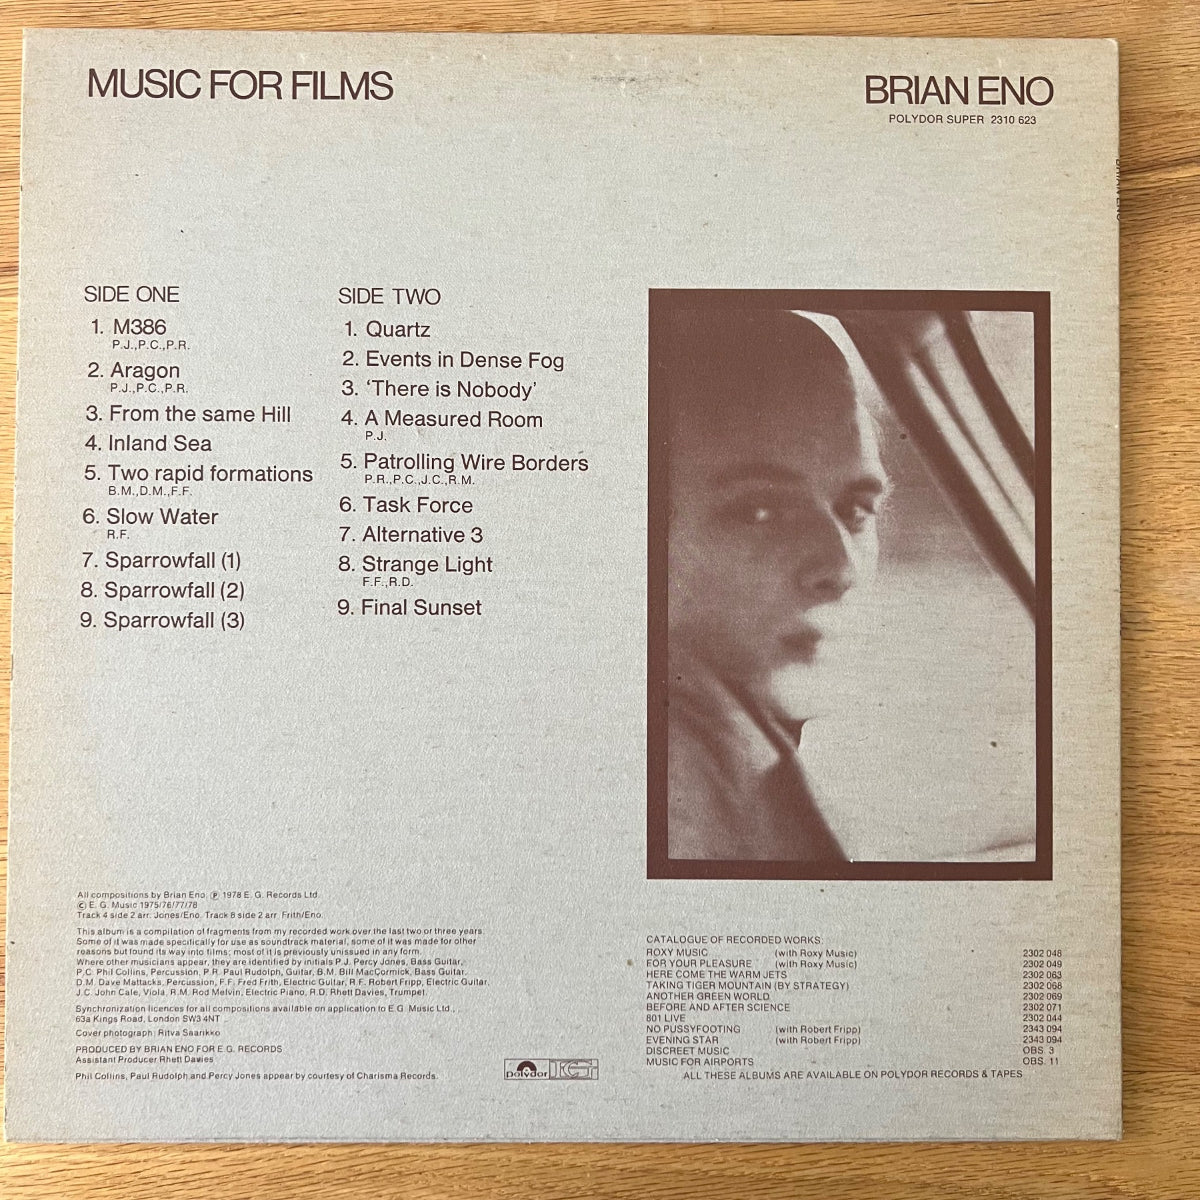 MUSIC FOR FILMS
BRIAN ENO
POLYDOR SUPER 2310 623
BRIAN ENO
SIDE ONE
1. M386
P.J.,P.C.,P.R.
2. Aragon
P.J.,P.C.,P.R.
3. From the same Hill
4. Inland Sea
5. Two rapid formations
B.M.,D.M.,F.F.
6. Slow Water
R.F.
7. Sparrowfall (1)
8. Sparrowfall (2)
9. Sparrowfall (3)
SIDE TWO
1. Quartz
2. Events in Dense Fog
3. ‘There is Nobody’
4. A Measured Room
P.J.
5. Patrolling Wire Borders
P.R.,P.C.,J.C.,R.M.
6. Task Force
7. Alternative 3
8. Strange Light
F.F.,R.D.
9. Final Sunset
All compositions by Brian Eno. ℗ 1978 E. G. Records Ltd.
© E. G. Music 1975/76/77/78
Track 4 side 2 arr. Jones/Eno. Track 8 side 2 arr. Frith/Eno.
This album is a compilation of fragments from my recorded work over the last two or three years.
Some of it was made specifically for use as soundtrack material, some of it was made for other
reasons but found its way into films; most of it is previously unissued in any form.
Where other musicians appear, they are identified by initials P.J. Percy Jones, Bass Guitar,
P.C. Phil Collins, Percussion, P.R. Paul Rudolph, Guitar, B.M. Bill MacCormick, Bass Guitar,
D.M. Dave Mattacks, Percussion, F.F. Fred Frith, Electric Guitar, R.F. Robert Fripp, Electric Guitar,
J.C. John Cale, Viola, R.M. Rod Melvin, Electric Piano, R.D. Rhett Davies, Trumpet.
Synchronization licences for all compositions available on application to E.G. Music Ltd.,
63a Kings Road, London SW3 4NT
Cover photograph: Ritva Saarikko
PRODUCED BY BRIAN ENO FOR E.G. RECORDS
Assistant Producer Rhett Davies
Phil Collins, Paul Rudolph and Percy Jones appear by courtesy of Charisma Records.
polydor EG
CATALOGUE OF RECORDED WORKS:
ROXY MUSIC (with Roxy Music) 2302 048
FOR YOUR PLEASURE (with Roxy Music) 2302 049
HERE COME THE WARM JETS 2302 063
TAKING TIGER MOUNTAIN (BY STRATEGY) 2302 068
ANOTHER GREEN WORLD 2302 069
BEFORE AND AFTER SCIENCE 2302 071
801 LIVE 2302 044
NO PUSSYFOOTING (with Robert Fripp) 2343 094
EVENING STAR (with Robert Fripp) 2343 094
DISCREET MUSIC OBS. 3
MUSIC FOR AIRPORTS OBS. 11
ALL THESE ALBUMS ARE AVAILABLE ON POLYDOR RECORDS & TAPES